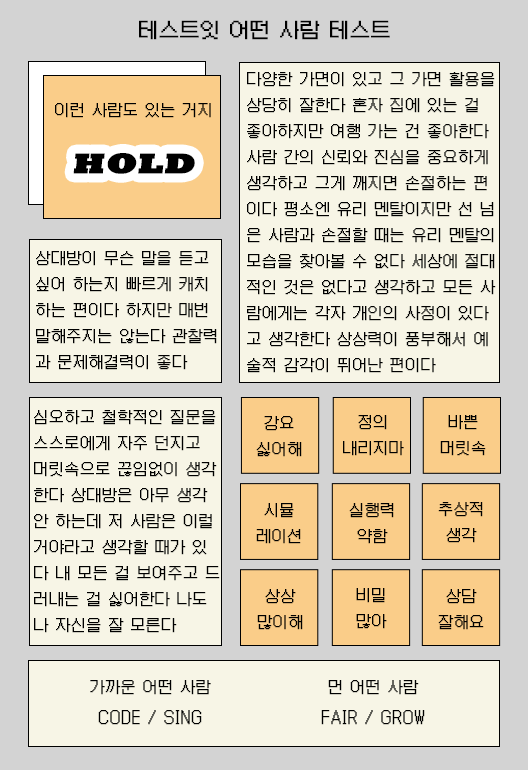 테스트잇 어떤 사람 테스트
이런 사람도 있는 거지
HOLD
다양한 가면이 있고 그 가면 활용을
상당히 잘한다 혼자 집에 있는 걸
좋아하지만 여행 가는 건 좋아한다
사람 간의 신뢰와 진심을 중요하게
생각하고 그게 깨지면 손절하는 편
이다 평소엔 유리 멘탈이지만 선 넘
은 사람과 손절할 때는 유리 멘탈의
모습을 찾아볼 수 없다 세상에 절대
적인 것은 없다고 생각하고 모든 사
람에게는 각자 개인의 사정이 있다
고 생각한다 상상력이 풍부해서 예
술적 감각이 뛰어난 편이다
상대방이 무슨 말을 듣고
싶어 하는지 빠르게 캐치
하는 편이다 하지만 매번
말해주지는 않는다 관찰력
과 문제해결력이 좋다
심오하고 철학적인 질문을
스스로에게 자주 던지고
머릿속으로 끊임없이 생각
한다 상대방은 아무 생각
안 하는데 저 사람은 이럴
거야라고 생각할 때가 있
다 내 모든 걸 보여주고 드
러내는 걸 싫어한다 나도
나 자신을 잘 모른다
강요
싫어해
정의
내리지마
바쁜
머릿속
시뮬
레이션
실행력
약함
추상적
생각
상상
많이해
비밀
많아
상담
잘해요
가까운 어떤 사람
CODE / SING
먼 어떤 사람
FAIR / GROW